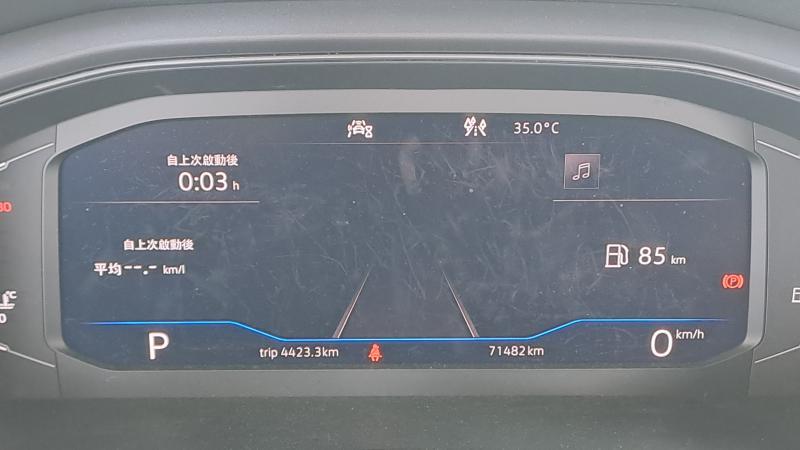 35.0°C
自上次啟動後
0:03 h
自上次啟動後
平均 --.- km/l
85 km
P
trip 4423.3km
71482km
0 km/h